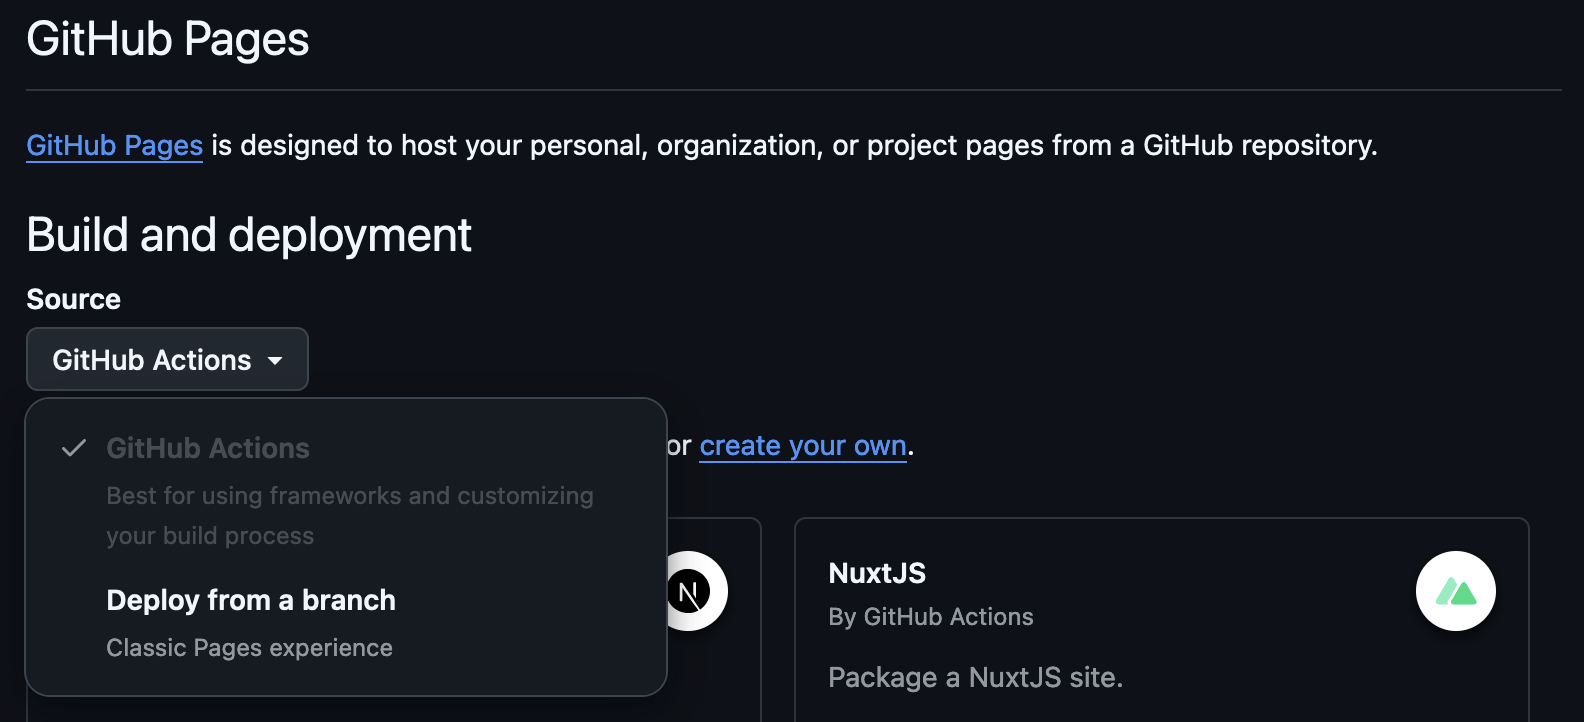 GitHub Pages
GitHub Pages is designed to host your personal, organization, or project pages from a GitHub repository.
Build and deployment
Source
GitHub Actions
GitHub Actions
Best for using frameworks and customizing
your build process
Deploy from a branch
Classic Pages experience
or create your own.
N
NuxtJS
By GitHub Actions
Package a NuxtJS site.